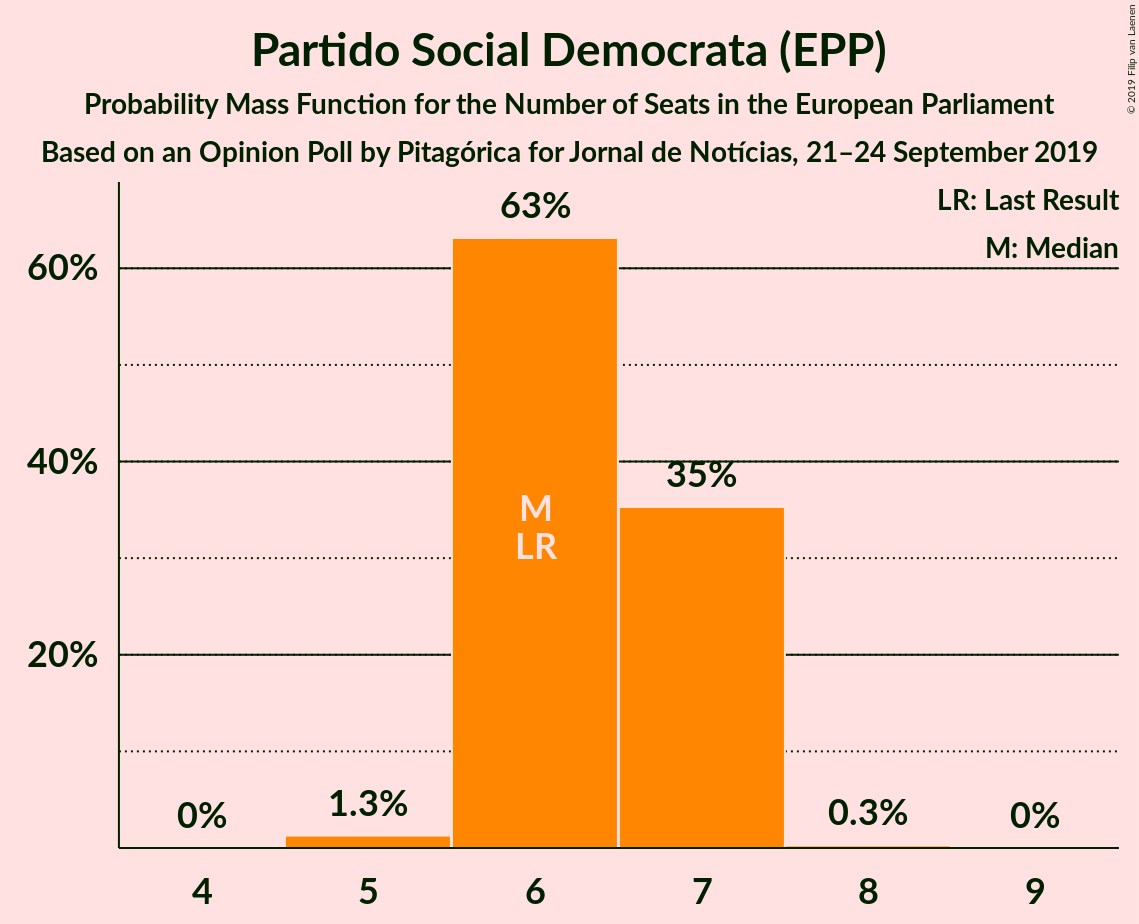 Partido Social Democrata (EPP)
Probability Mass Function for the Number of Seats in the European Parliament
Based on an Opinion Poll by Pitagórica for Jornal de Notícias, 21–24 September 2019
© 2019 Filip van Laenen
LR: Last Result
M: Median
63%
60%
40%
35%
M
LR
20%
0%
1.3%
0.3%
0%
4 5 6 7 8 9